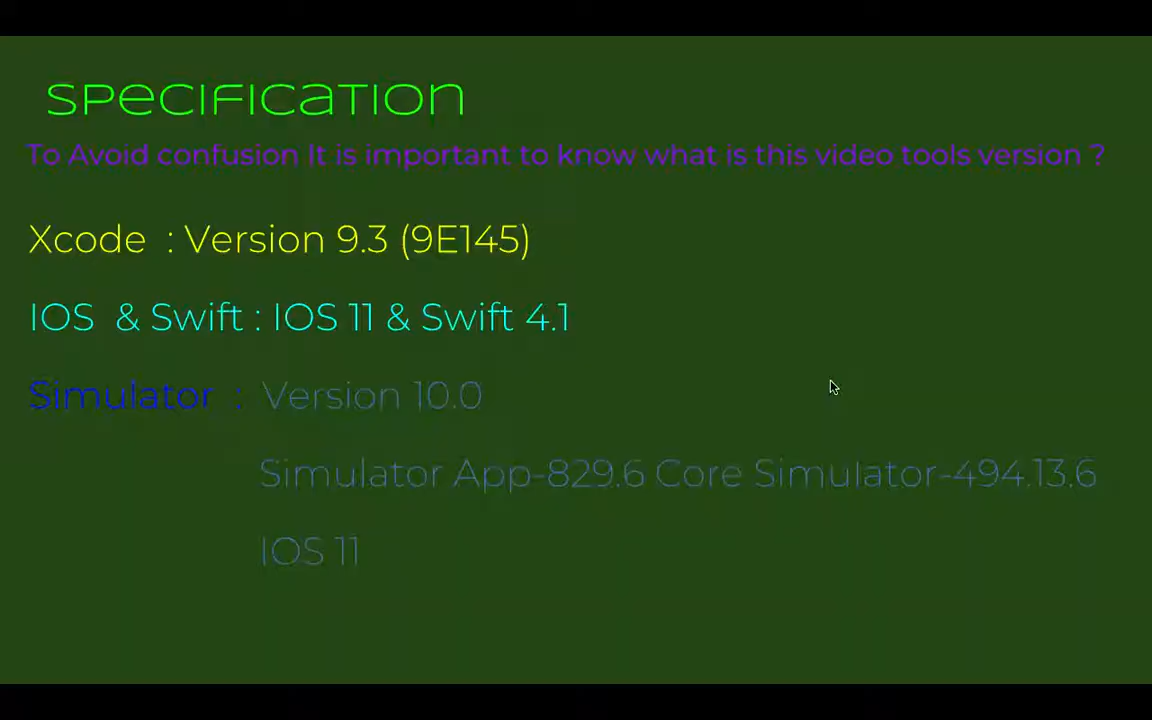 Specification
To Avoid confusion It is important to know what is this video tools version ?
Xcode : Version 9.3 (9E145)
IOS & Swift : IOS 11 & Swift 4.1
Simulator : Version 10.0
Simulator App-829.6 Core Simulator-494.13.6
IOS 11